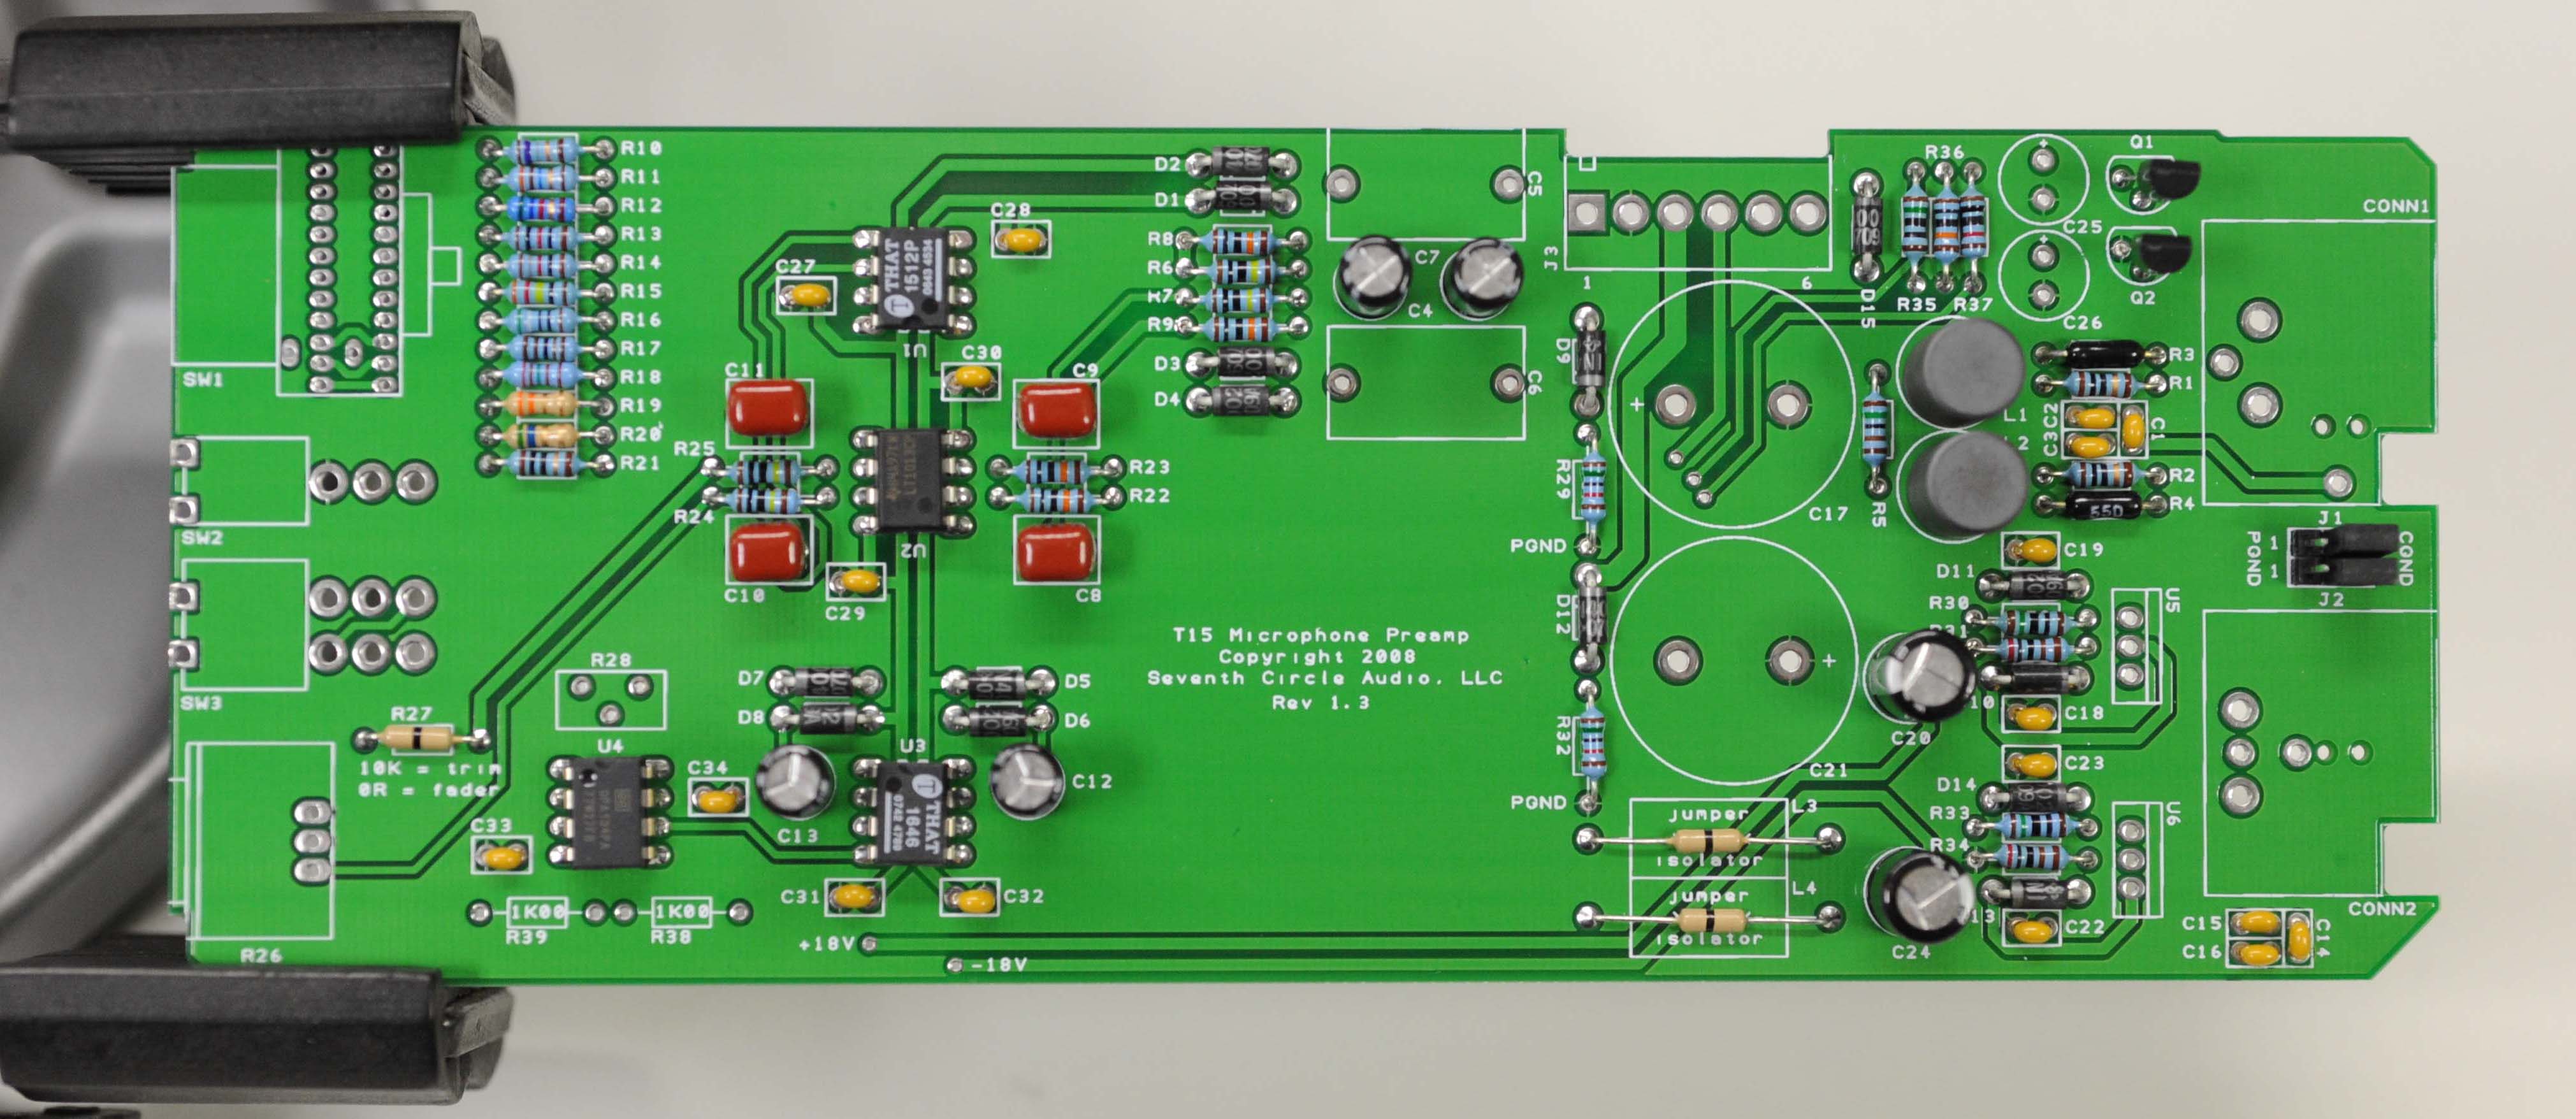 R10
R11
R12
R13
R14
R15
R16
R17
R18
R19
R20
R21
SW1
SW2
SW3
D2
D1
C28
C27
THAT
1512P
0843 4534
U1
R8
R6
R7
R9
D3
D4
C30
C11
C9
R25
R24
R23
R22
U2
C10
C29
C8
C5
C7
C4
C6
J3
1
6
D15
R36
R35
R37
C25
C26
Q1
Q2
CONN1
D9
R29
PGND
D12
R32
PGND
C17
R5
R3
R1
L1
C2
C3
C1
R2
R4
550
C19
J1
PGND
1
1
CGND
J2
D11
R30
U5
C18
C20
C23
C21
D14
R33
R34
U6
C22
C24
CONN2
C15
C16
C14
T15 Microphone Preamp
Copyright 2008
Seventh Circle Audio, LLC
Rev 1.3
D7
D8
D5
D6
R28
R27
10K = trim
0R = fader
U4
U3
C34
C13
C12
THAT
1646
C33
C31
C32
1K00
R39
1K00
R38
R26
+18V
-18V
jumper
L3
isolator
jumper
L4
isolator